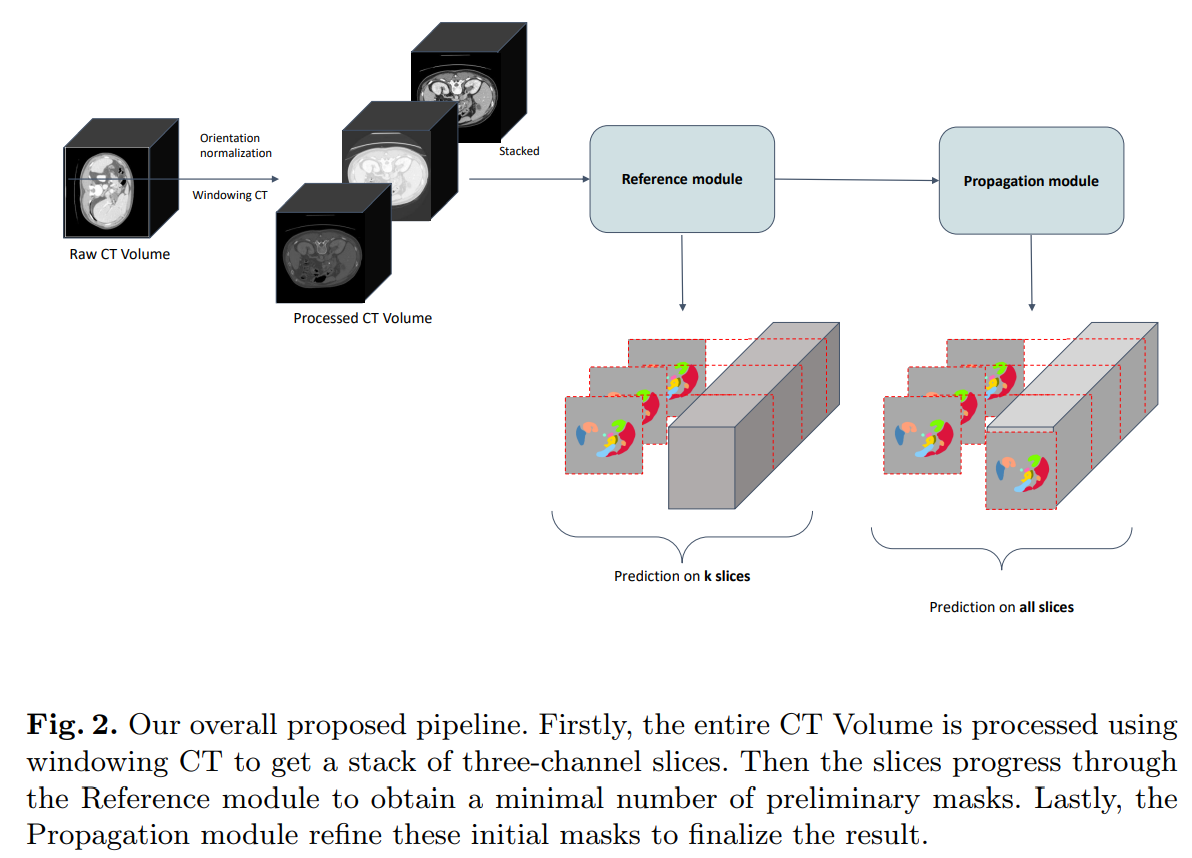 Orientation
normalization
Windowing CT
Raw CT Volume
Processed CT Volume
Stacked
Reference module
Propagation module
Prediction on k slices
Prediction on all slices
Fig. 2. Our overall proposed pipeline. Firstly, the entire CT Volume is processed using
windowing CT to get a stack of three-channel slices. Then the slices progress through
the Reference module to obtain a minimal number of preliminary masks. Lastly, the
Propagation module refine these initial masks to finalize the result.